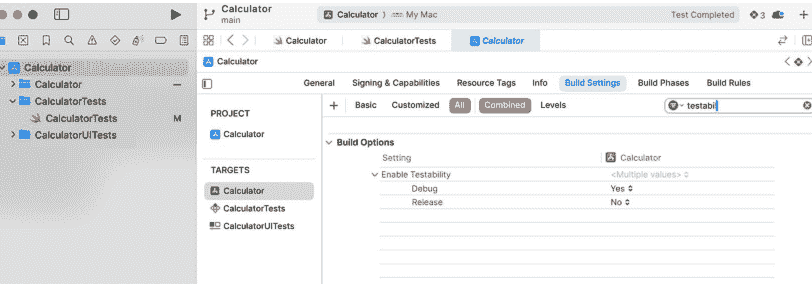 Calculator
main
Calculator
My Mac
Test Completed
3
Calculator
CalculatorTests
Calculator
Calculator
Calculator
Calculator
CalculatorTests
CalculatorTests
M
CalculatorUITests
General
Signing & Capabilities
Resource Tags
Info
Build Settings
Build Phases
Build Rules
PROJECT
Calculator
TARGETS
Calculator
CalculatorTests
CalculatorUITests
Basic
Customized
All
Combined
Levels
testabil
Build Options
Setting
Calculator
Enable Testability
<Multiple values>
Debug
Yes
Release
No